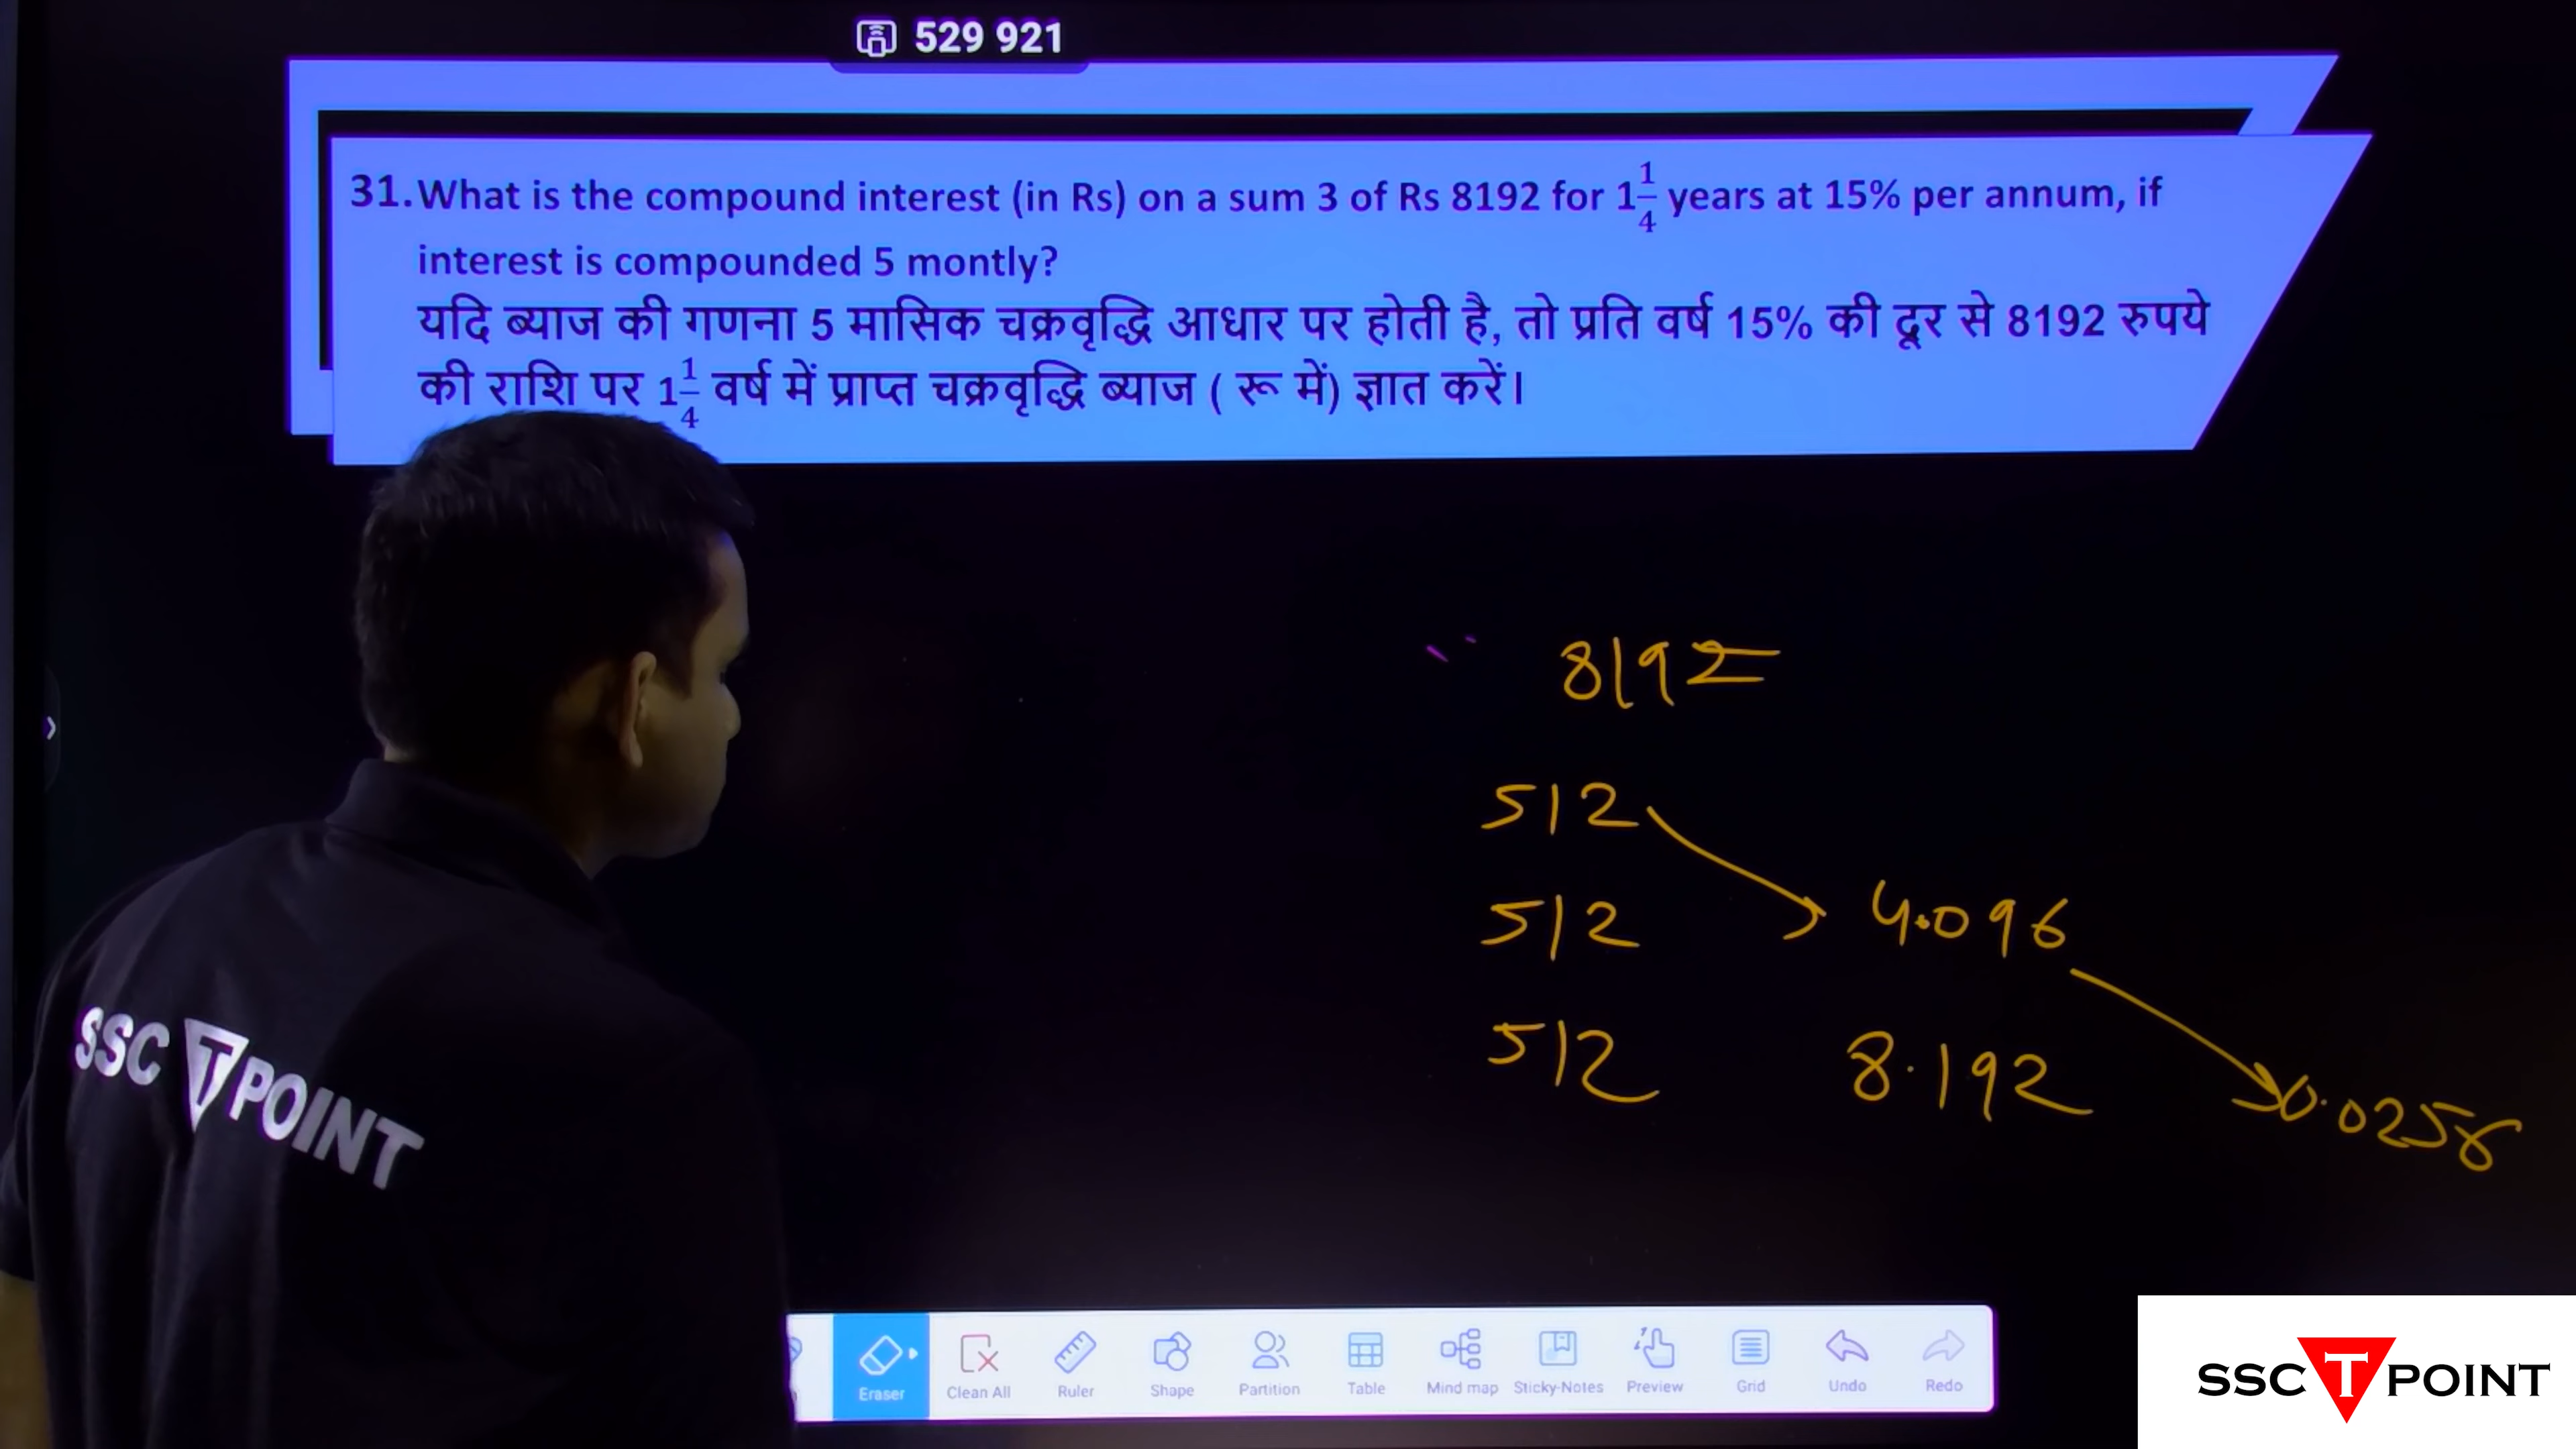 529 921
31. What is the compound interest (in Rs) on a sum 3 of Rs 8192 for 1 1/4 years at 15% per annum, if
interest is compounded 5 montly?
यदि ब्याज की गणना 5 मासिक चक्रवृद्धि आधार पर होती है, तो प्रति वर्ष 15% की दूर से 8192 रुपये
की राशि पर 1 1/4 वर्ष में प्राप्त चक्रवृद्धि ब्याज ( रू में) ज्ञात करें।
8192
512
512 4.096
512 8.192 0.0258
SSC T POINT
Eraser Clean All Ruler Shape Partition Table Mind map Sticky-Notes Preview Grid Undo Redo
SSC T POINT